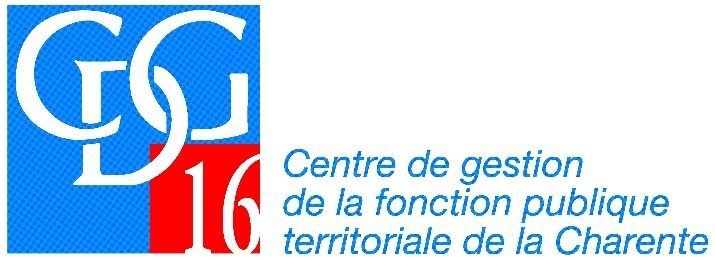 CDG
16
Centre de gestion
de la fonction publique
territoriale de la Charente